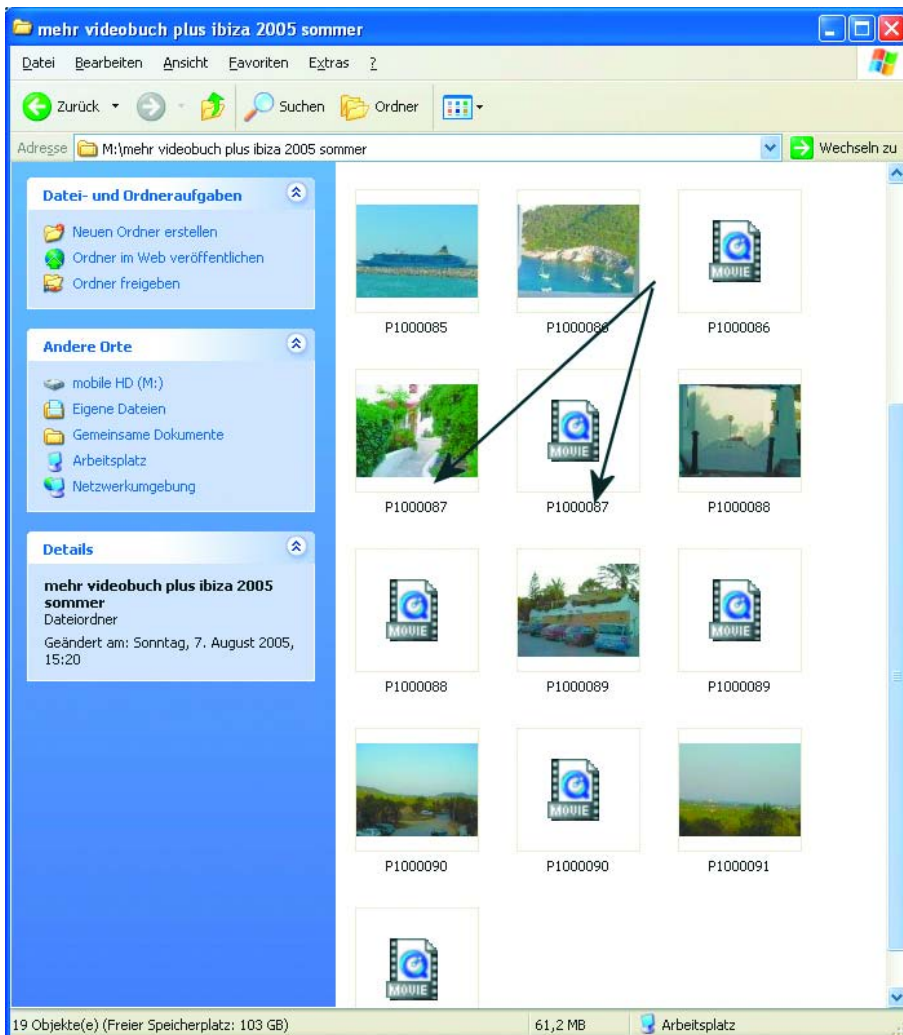 mehr videobuch plus ibiza 2005 sommer
Datei Bearbeiten Ansicht Favoriten Extras ?
Zurück Suchen Ordner
Adresse M:\mehr videobuch plus ibiza 2005 sommer Wechseln zu
Datei- und Ordneraufgaben
Neuen Ordner erstellen
Ordner im Web veröffentlichen
Ordner freigeben
Andere Orte
mobile HD (M:)
Eigene Dateien
Gemeinsame Dokumente
Arbeitsplatz
Netzwerkumgebung
Details
mehr videobuch plus ibiza 2005
sommer
Dateiordner
Geändert am: Sonntag, 7. August 2005,
15:20
MOVIE
P1000085 P1000086 P1000086
MOVIE
P1000087 P1000087 P1000088
MOVIE MOVIE
P1000088 P1000089 P1000089
MOVIE
P1000090 P1000090 P1000091
MOVIE
19 Objekte(e) (Freier Speicherplatz: 103 GB) 61,2 MB Arbeitsplatz